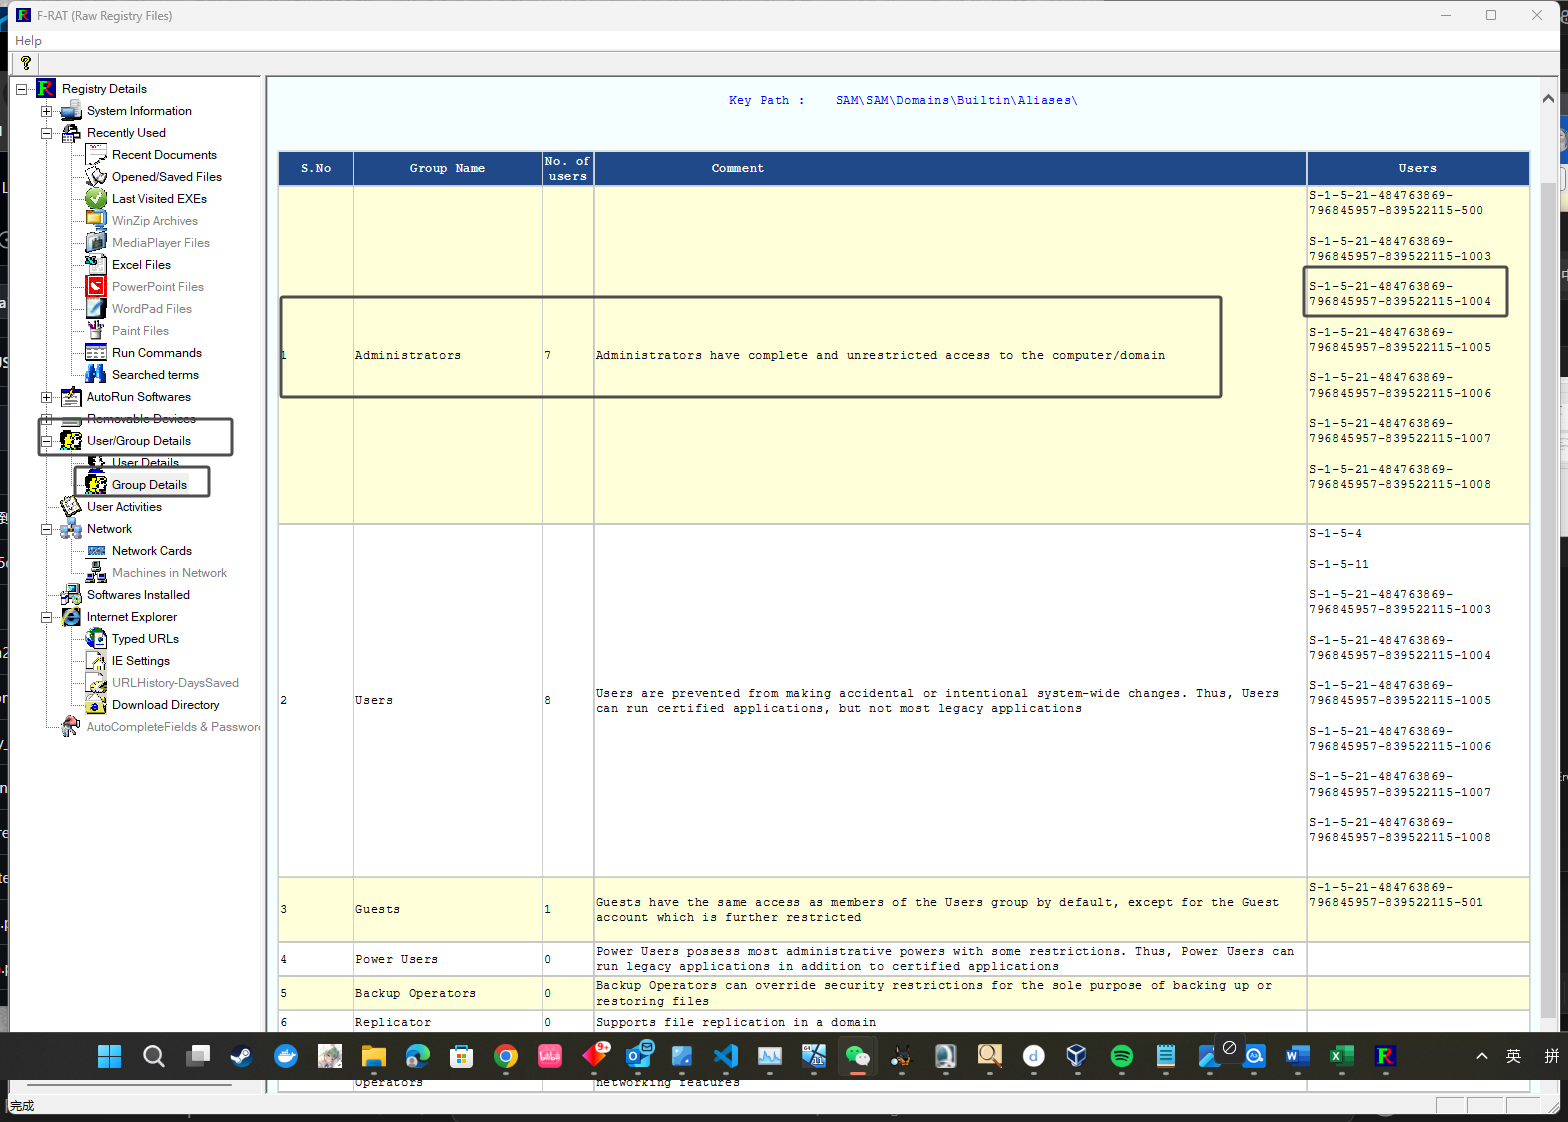 F-RAT (Raw Registry Files)
Help
Registry Details
System Information
Recently Used
Recent Documents
Opened/Saved Files
Last Visited EXEs
WinZip Archives
MediaPlayer Files
Excel Files
PowerPoint Files
WordPad Files
Paint Files
Run Commands
Searched terms
AutoRun Softwares
Removable Devices
User/Group Details
User Details
Group Details
User Activities
Network
Network Cards
Machines in Network
Softwares Installed
Internet Explorer
Typed URLs
IE Settings
URLHistory-DaysSaved
Download Directory
AutoCompleteFields & Password
Key Path : SAM\SAM\Domains\Builtin\Aliases\
S.No Group Name No. of users Comment Users
1 Administrators 7 Administrators have complete and unrestricted access to the computer/domain
S-1-5-21-484763869-
796845957-839522115-500
S-1-5-21-484763869-
796845957-839522115-1003
S-1-5-21-484763869-
796845957-839522115-1004
S-1-5-21-484763869-
796845957-839522115-1005
S-1-5-21-484763869-
796845957-839522115-1006
S-1-5-21-484763869-
796845957-839522115-1007
S-1-5-21-484763869-
796845957-839522115-1008
2 Users 8 Users are prevented from making accidental or intentional system-wide changes. Thus, Users
can run certified applications, but not most legacy applications
S-1-5-4
S-1-5-11
S-1-5-21-484763869-
796845957-839522115-1003
S-1-5-21-484763869-
796845957-839522115-1004
S-1-5-21-484763869-
796845957-839522115-1005
S-1-5-21-484763869-
796845957-839522115-1006
S-1-5-21-484763869-
796845957-839522115-1007
S-1-5-21-484763869-
796845957-839522115-1008
3 Guests 1 Guests have the same access as members of the Users group by default, except for the Guest
account which is further restricted
S-1-5-21-484763869-
796845957-839522115-501
4 Power Users 0 Power Users possess most administrative powers with some restrictions. Thus, Power Users can
run legacy applications in addition to certified applications
5 Backup Operators 0 Backup Operators can override security restrictions for the sole purpose of backing up or
restoring files
6 Replicator 0 Supports file replication in a domain
英 拼
Operators networking features
完成